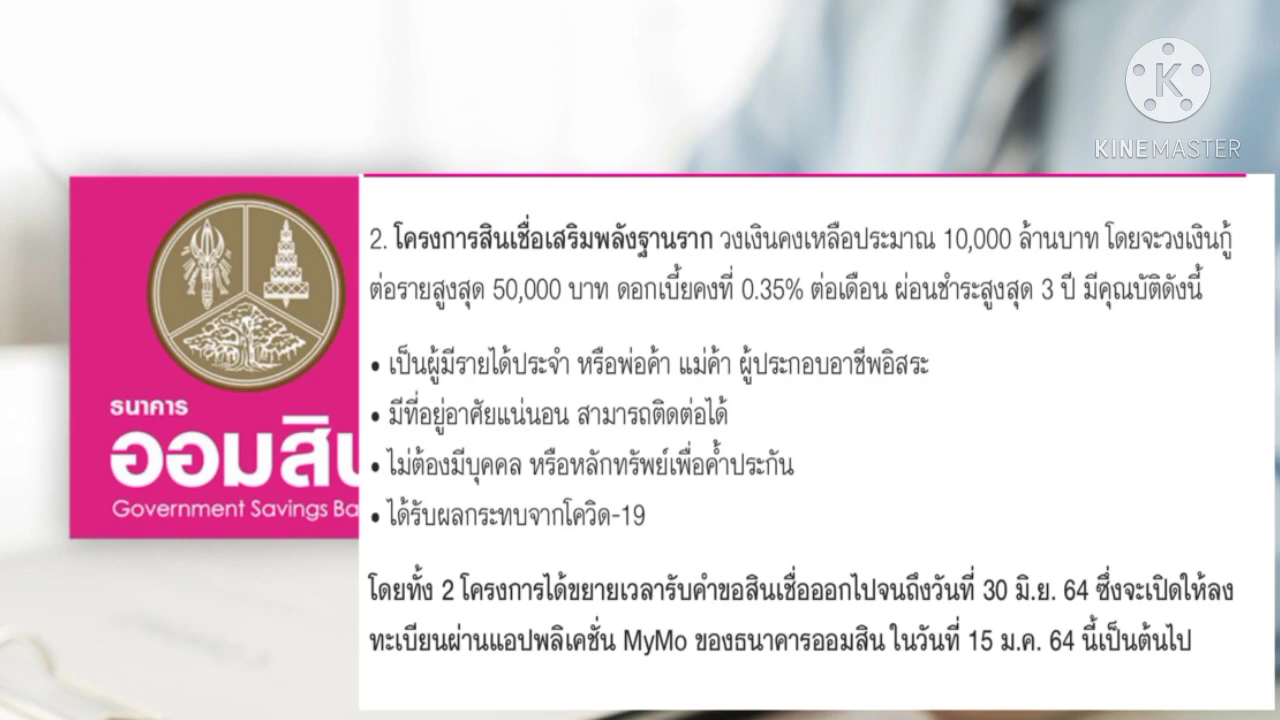 KINEMASTER
ธนาคาร
ออมสิน
Government Savings Ba
2. โครงการสินเชื่อเสริมพลังฐานราก วงเงินคงเหลือประมาณ 10,000 ล้านบาท โดยจะวงเงินกู้
ต่อรายสูงสุด 50,000 บาท ดอกเบี้ยคงที่ 0.35% ต่อเดือน ผ่อนชำระสูงสุด 3 ปี มีคุณบัติดังนี้
• เป็นผู้มีรายได้ประจำ หรือพ่อค้า แม่ค้า ผู้ประกอบอาชีพอิสระ
• มีที่อยู่อาศัยแน่นอน สามารถติดต่อได้
• ไม่ต้องมีบุคคล หรือหลักทรัพย์เพื่อค้ำประกัน
• ได้รับผลกระทบจากโควิด-19
โดยทั้ง 2 โครงการได้ขยายเวลารับคำขอสินเชื่อออกไปจนถึงวันที่ 30 มิ.ย. 64 ซึ่งจะเปิดให้ลง
ทะเบียนผ่านแอปพลิเคชั่น MyMo ของธนาคารออมสิน ในวันที่ 15 ม.ค. 64 นี้เป็นต้นไป